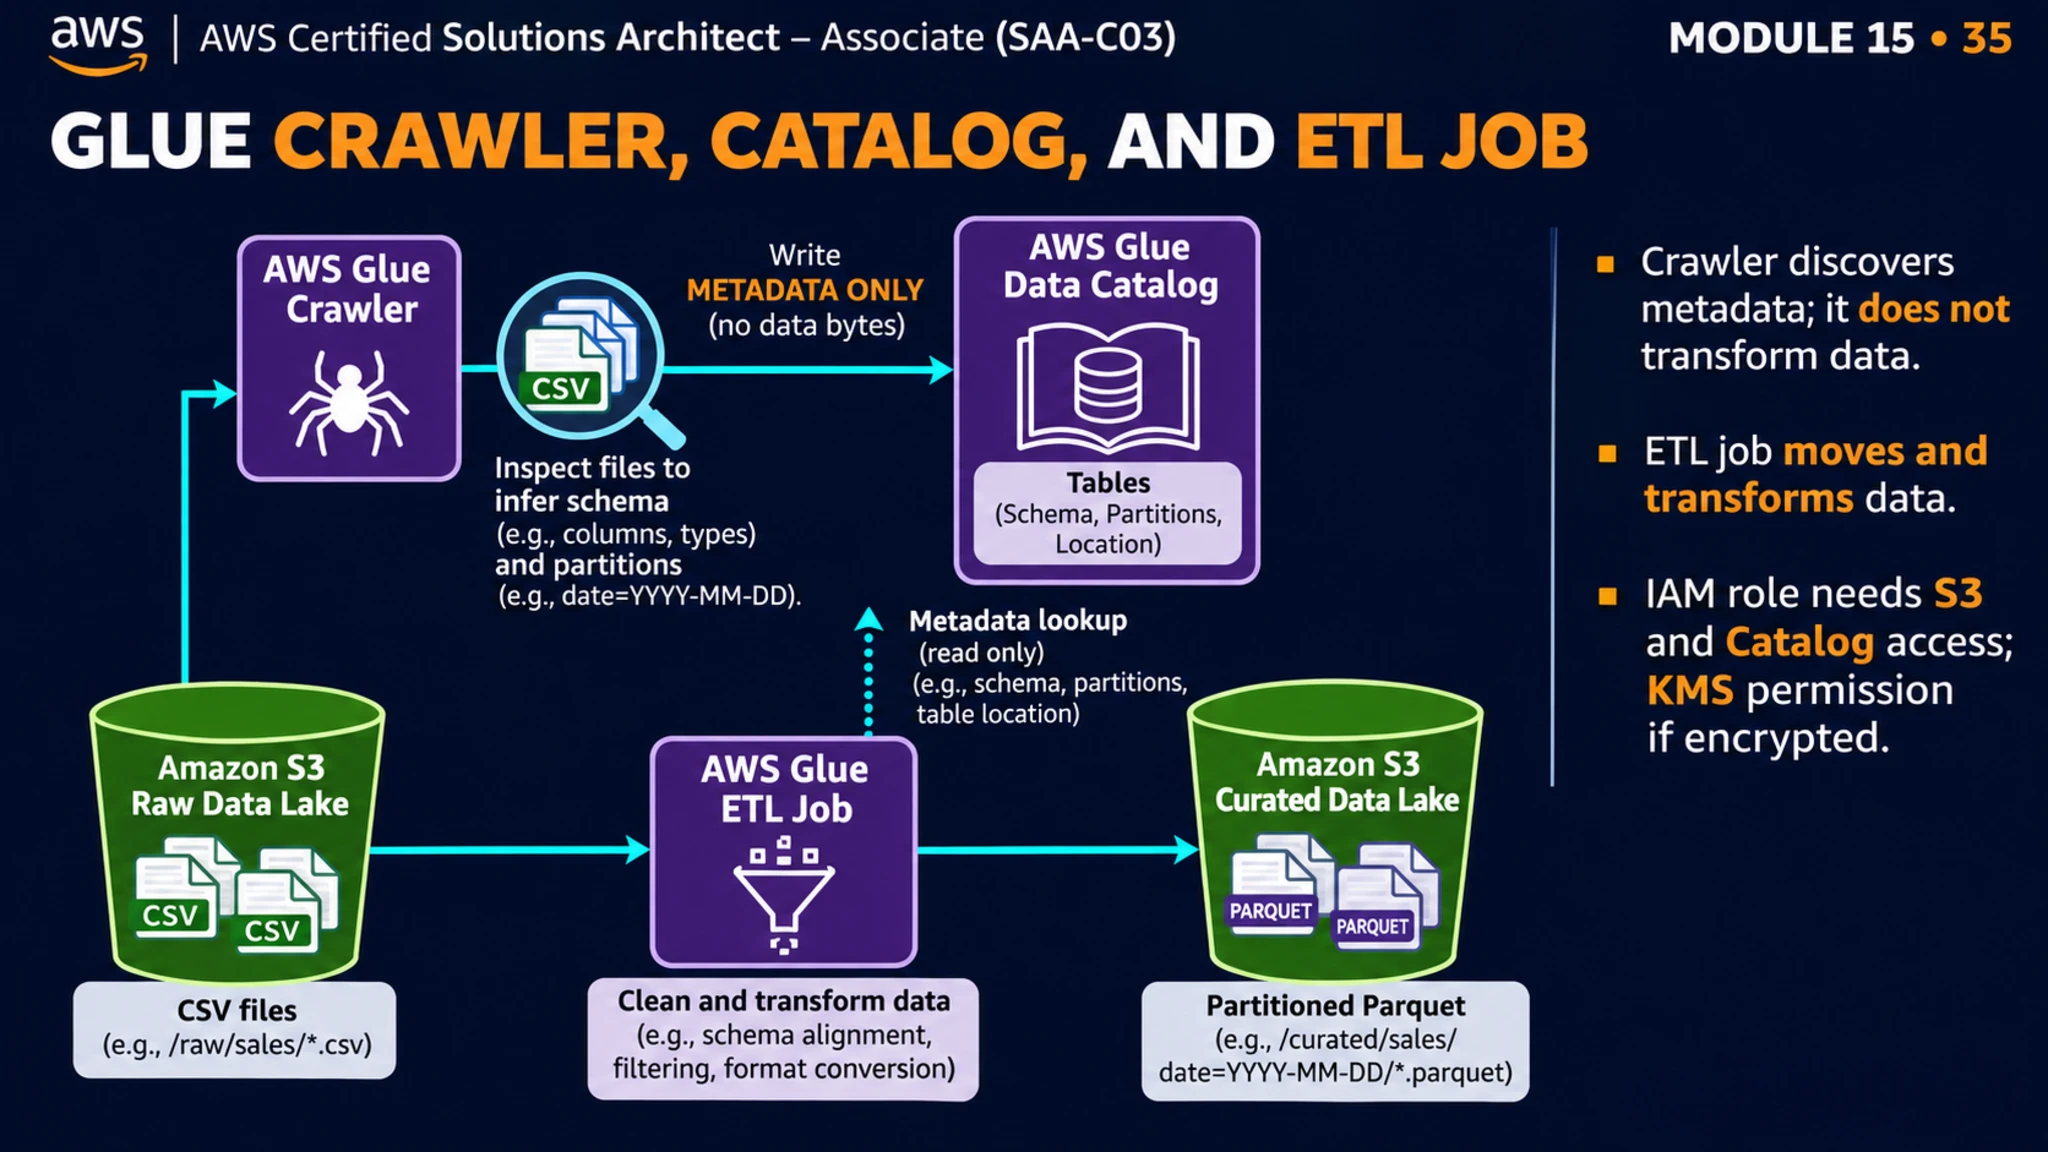 aws
AWS Certified Solutions Architect – Associate (SAA-C03)
MODULE 15 • 35
GLUE CRAWLER, CATALOG, AND ETL JOB
AWS Glue
Crawler
CSV
Inspect files to
infer schema
(e.g., columns, types)
and partitions
(e.g., date=YYYY-MM-DD).
Write
METADATA ONLY
(no data bytes)
AWS Glue
Data Catalog
Tables
(Schema, Partitions,
Location)
Metadata lookup
(read only)
(e.g., schema, partitions,
table location)
Amazon S3
Raw Data Lake
CSV
CSV
CSV files
(e.g., /raw/sales/*.csv)
AWS Glue
ETL Job
Clean and transform data
(e.g., schema alignment,
filtering, format conversion)
Amazon S3
Curated Data Lake
PARQUET
PARQUET
Partitioned Parquet
(e.g., /curated/sales/
date=YYYY-MM-DD/*.parquet)
Crawler discovers
metadata; it does not
transform data.
ETL job moves and
transforms data.
IAM role needs S3
and Catalog access;
KMS permission
if encrypted.